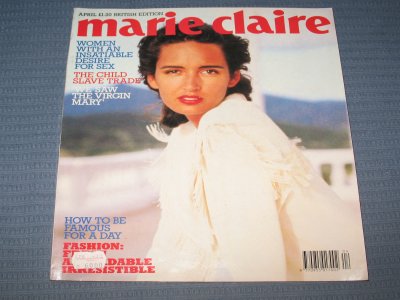 APRIL £1.50 BRITISH EDITION
marie claire
WOMEN
WITH AN
INSATIABLE
DESIRE
FOR SEX
THE CHILD
SLAVE TRADE
'WE SAW
THE VIRGIN
MARY'
HOW TO BE
FAMOUS
FOR A DAY
FASHION:
IRRESISTIBLE